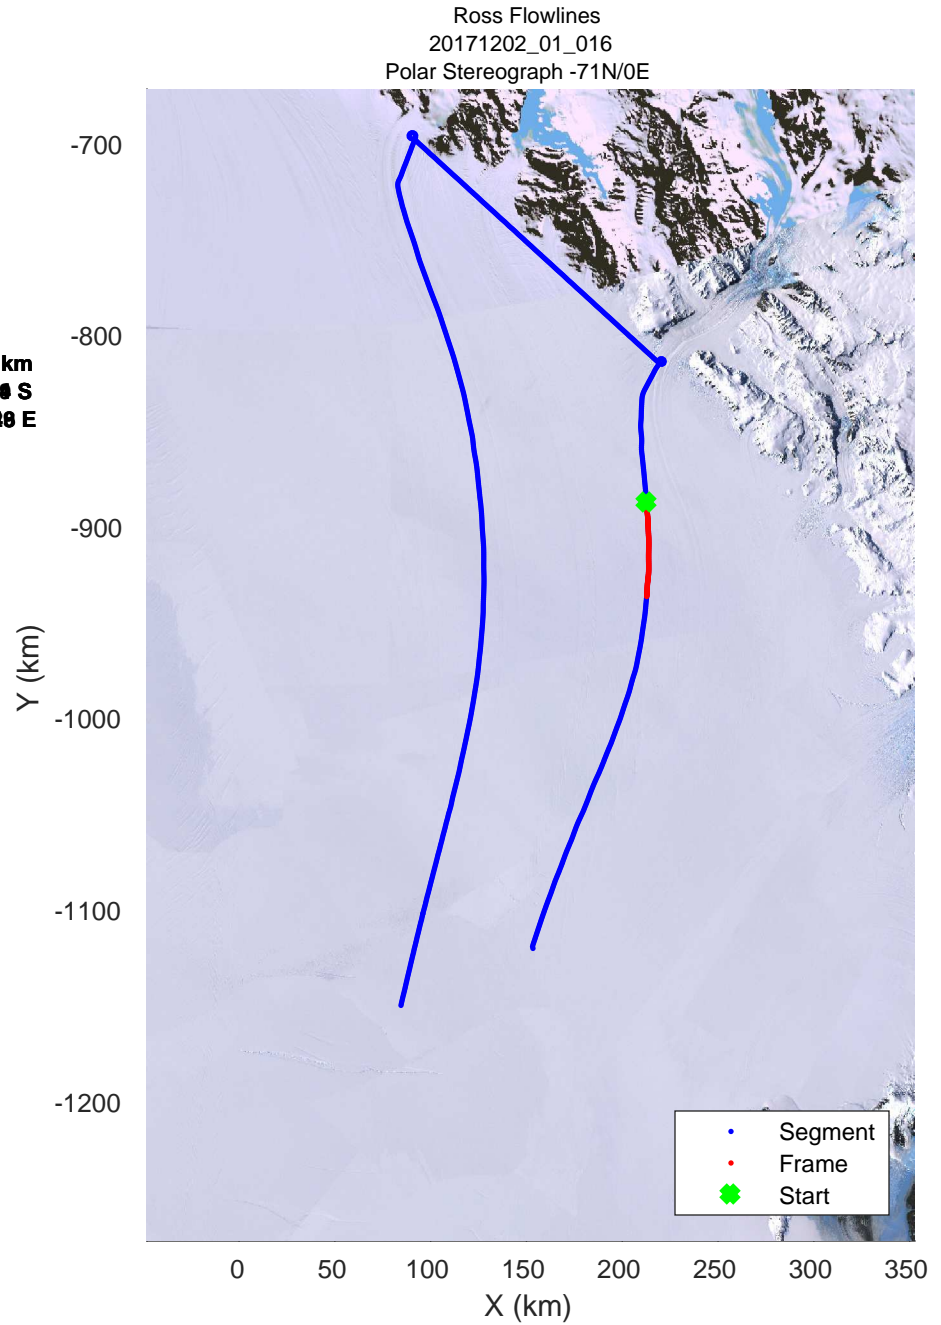 Ross Flowlines
20171202_01_016
Polar Stereograph -71N/0E
-700
-800
km
S
E
-900
-1000
-1100
-1200
Y (km)
Segment
Frame
Start
0 50 100 150 200 250 300 350
X (km)